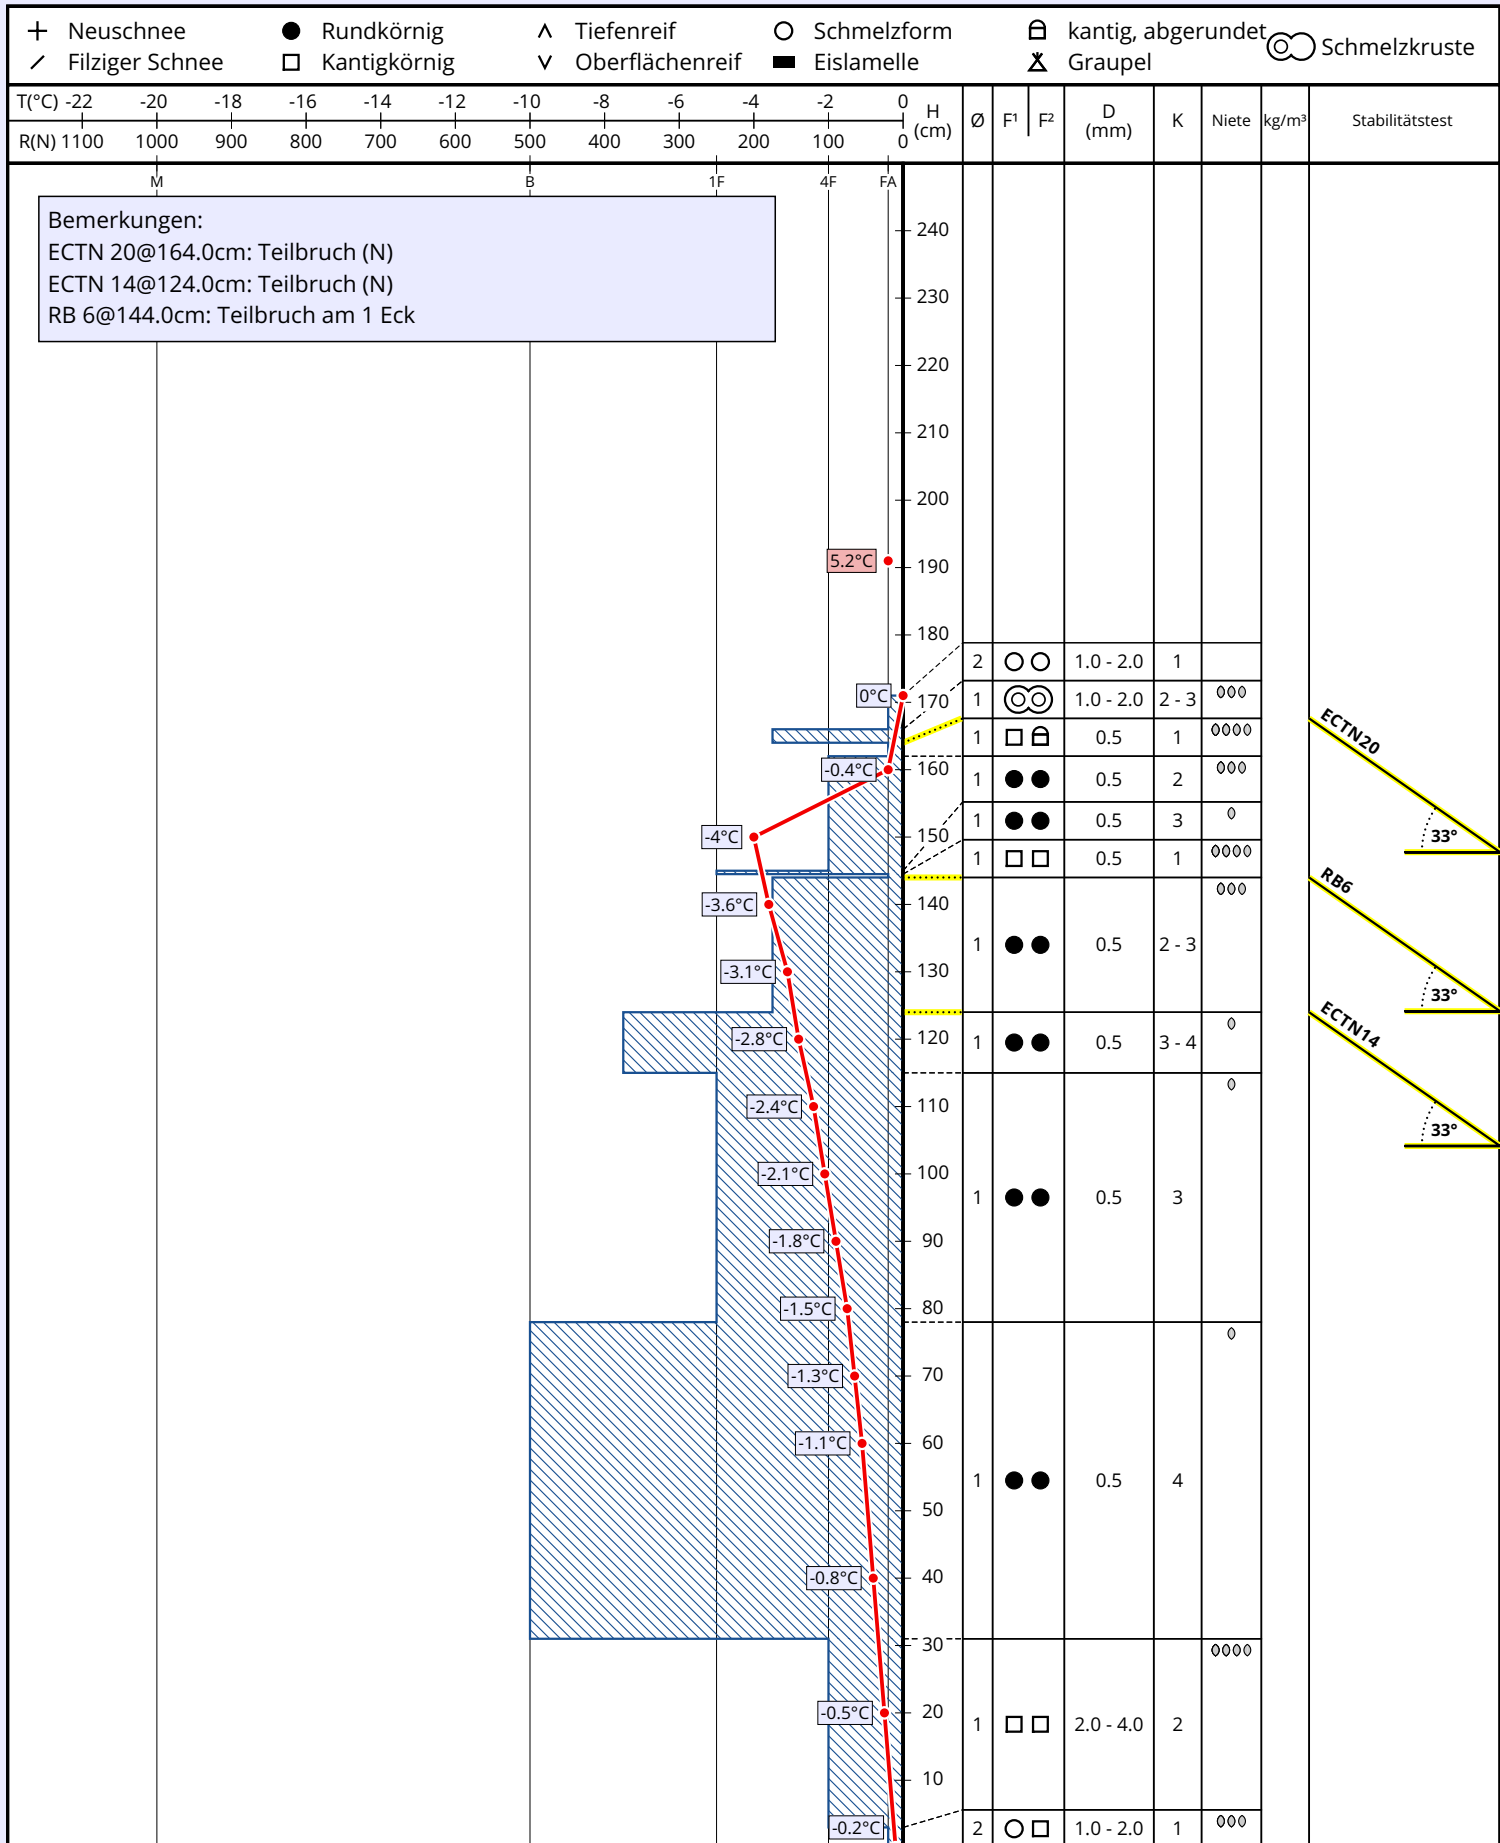 Neuschnee Rundkörnig Tiefenreif Schmelzform kantig, abgerundet Schmelzkruste
Filziger Schnee Kantigkörnig Oberflächenreif Eislamelle Graupel
T(°C) -22 -20 -18 -16 -14 -12 -10 -8 -6 -4 -2 0
R(N) 1100 1000 900 800 700 600 500 400 300 200 100 0
H (cm) Ø F¹ F² D (mm) K Niete kg/m³ Stabilitätstest
M B 1F 4F FA
Bemerkungen:
ECTN 20@164.0cm: Teilbruch (N)
ECTN 14@124.0cm: Teilbruch (N)
RB 6@144.0cm: Teilbruch am 1 Eck
240
230
220
210
200
5.2°C 190
180
2 1.0 - 2.0 1
0°C 170 1 1.0 - 2.0 2 - 3
ECTN20
1 0.5 1
-0.4°C 160 1 0.5 2
1 0.5 3
-4°C 150 33°
1 0.5 1
RB6
-3.6°C 140
1 0.5 2 - 3
-3.1°C 130
33°
ECTN14
-2.8°C 120 1 0.5 3 - 4
-2.4°C 110
33°
-2.1°C 100
1 0.5 3
-1.8°C 90
-1.5°C 80
-1.3°C 70
-1.1°C 60
1 0.5 4
50
-0.8°C 40
30
-0.5°C 20
1 2.0 - 4.0 2
10
-0.2°C 2 1.0 - 2.0 1